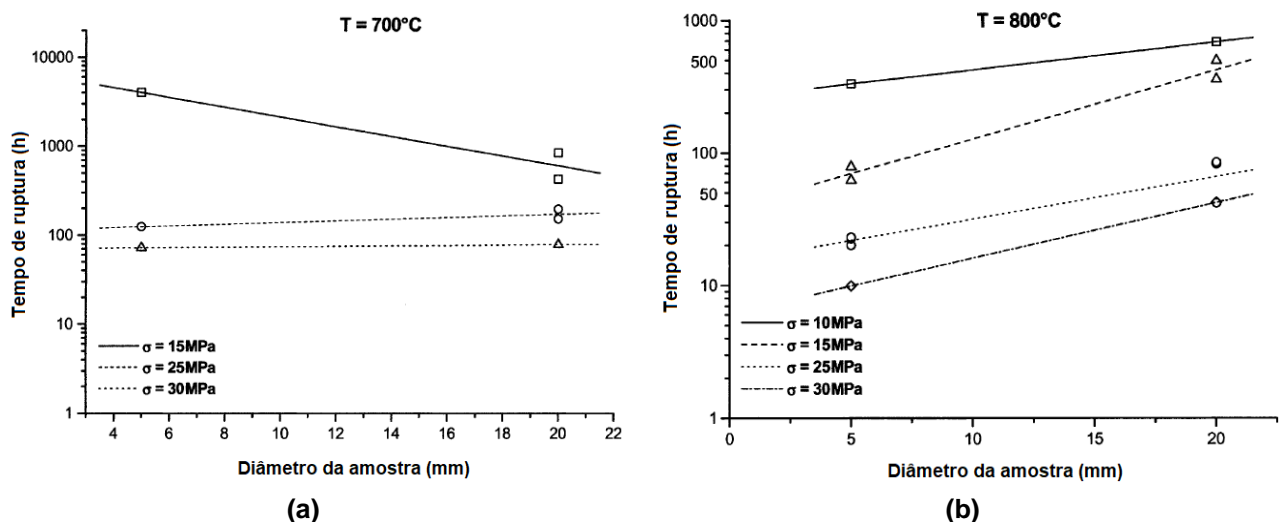 T = 700°C
Tempo de ruptura (h)
10000
1000
100
10
1
σ = 15MPa
σ = 25MPa
σ = 30MPa
4 6 8 10 12 14 16 18 20 22
Diâmetro da amostra (mm)
(a)
T = 800°C
Tempo de ruptura (h)
1000
500
100
50
10
1
σ = 10MPa
σ = 15MPa
σ = 25MPa
σ = 30MPa
0 5 10 15 20
Diâmetro da amostra (mm)
(b)